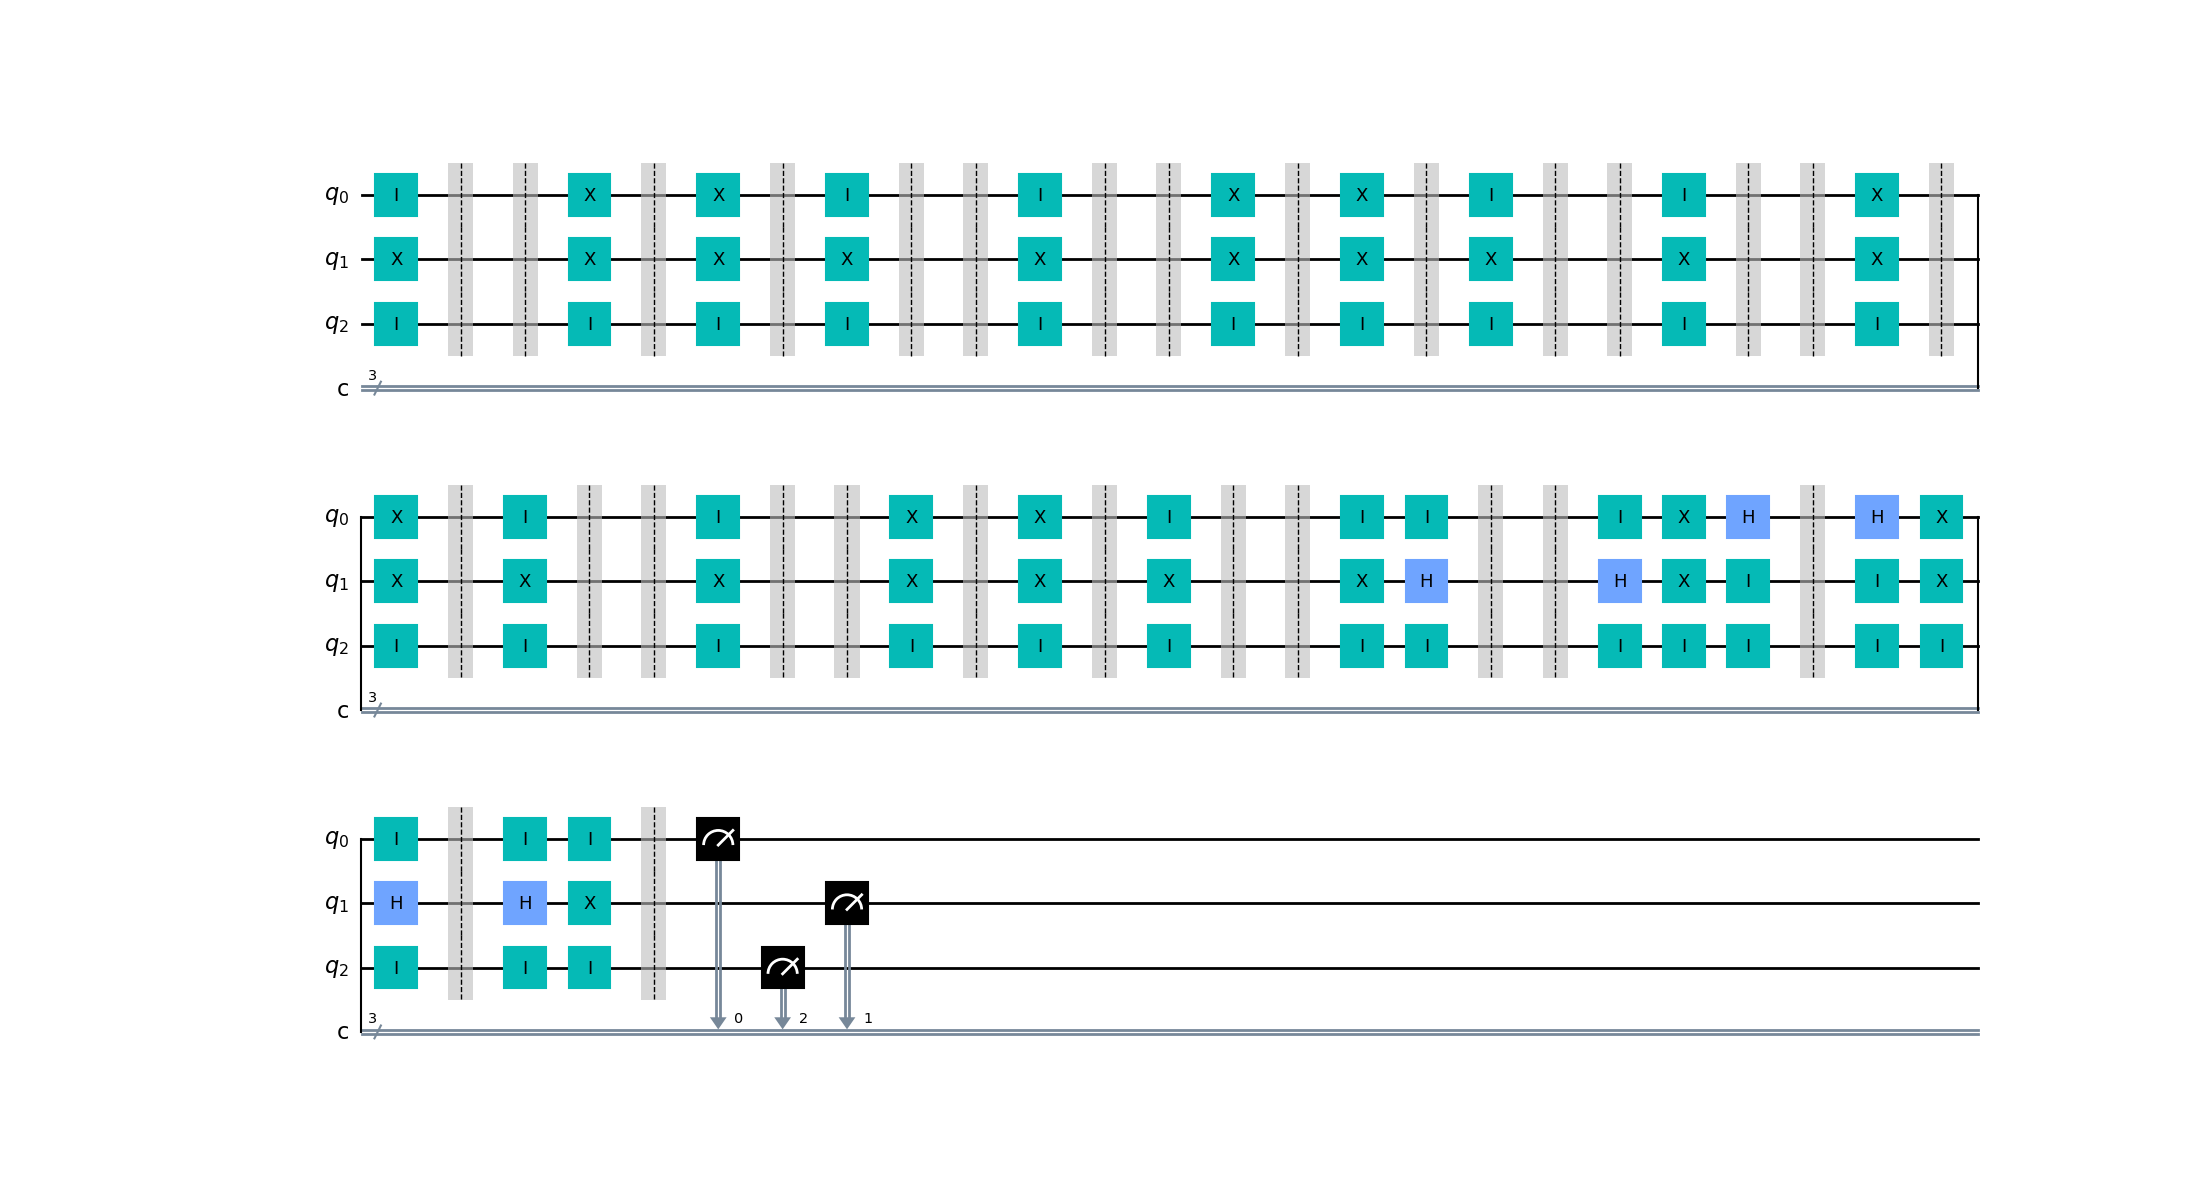 q0 I X X I I X X I I X
q1 X X X X X X X X X X
q2 I I I I I I I I I I
c 3
q0 X I I X X I I I I X H H X
q1 X X X X X X X H H X I I X
q2 I I I I I I I I I I I I I
c 3
q0 I I I
q1 H H X
q2 I I I
c 3 0 2 1